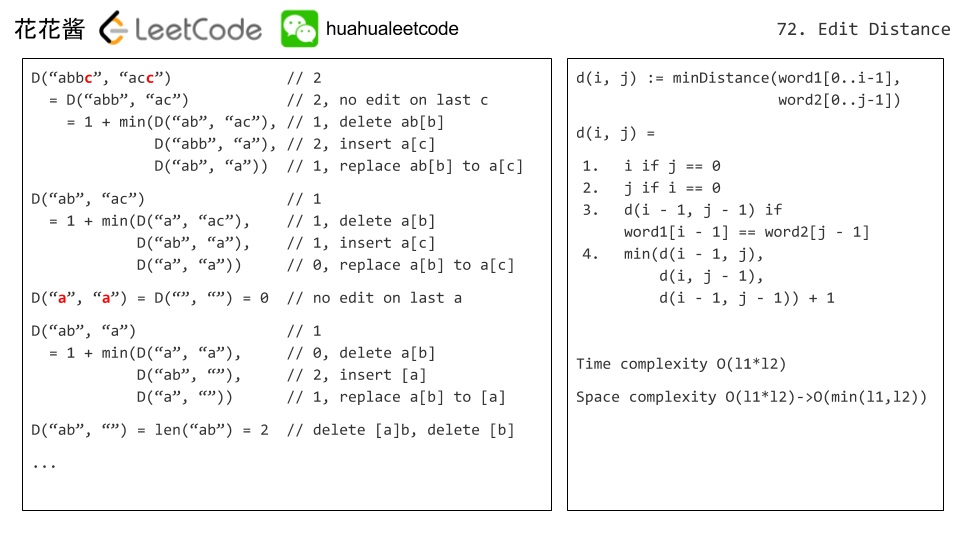 花花酱 LeetCode huahualeetcode 72. Edit Distance
D(“abbc”, “acc”) // 2
= D(“abb”, “ac”) // 2, no edit on last c
= 1 + min(D(“ab”, “ac”), // 1, delete ab[b]
D(“abb”, “a”), // 2, insert a[c]
D(“ab”, “a”)) // 1, replace ab[b] to a[c]
D(“ab”, “ac”) // 1
= 1 + min(D(“a”, “ac”), // 1, delete a[b]
D(“ab”, “a”), // 1, insert a[c]
D(“a”, “a”)) // 0, replace a[b] to a[c]
D(“a”, “a”) = D(“”, “”) = 0 // no edit on last a
D(“ab”, “a”) // 1
= 1 + min(D(“a”, “a”), // 0, delete a[b]
D(“ab”, “”), // 2, insert [a]
D(“a”, “”)) // 1, replace a[b] to [a]
D(“ab”, “”) = len(“ab”) = 2 // delete [a]b, delete [b]
...
d(i, j) := minDistance(word1[0..i-1],
word2[0..j-1])
d(i, j) =
1. i if j == 0
2. j if i == 0
3. d(i - 1, j - 1) if
word1[i - 1] == word2[j - 1]
4. min(d(i - 1, j),
d(i, j - 1),
d(i - 1, j - 1)) + 1
Time complexity O(l1*l2)
Space complexity O(l1*l2)->O(min(l1,l2))